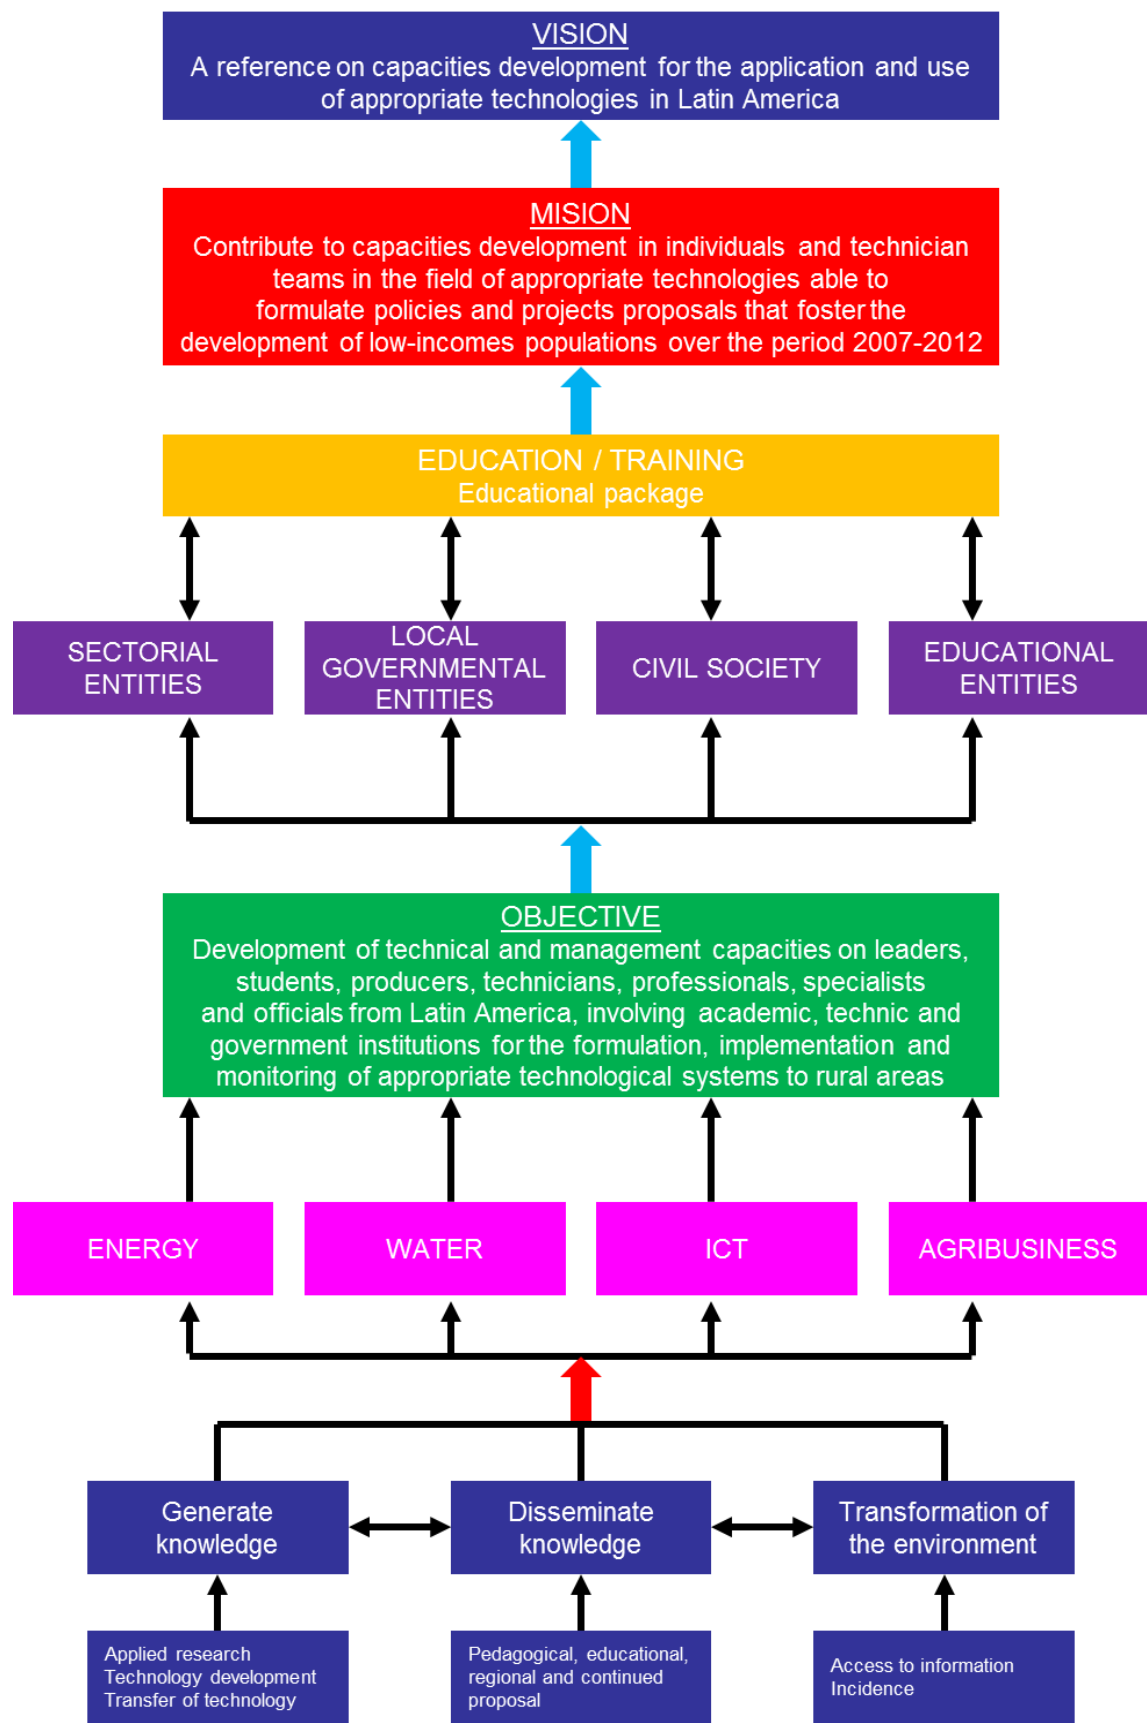 VISION
A reference on capacities development for the application and use
of appropriate technologies in Latin America
MISION
Contribute to capacities development in individuals and technician
teams in the field of appropriate technologies able to
formulate policies and projects proposals that foster the
development of low-incomes populations over the period 2007-2012
EDUCATION / TRAINING
Educational package
SECTORIAL
ENTITIES
LOCAL
GOVERNMENTAL
ENTITIES
CIVIL SOCIETY
EDUCATIONAL
ENTITIES
OBJECTIVE
Development of technical and management capacities on leaders,
students, producers, technicians, professionals, specialists
and officials from Latin America, involving academic, technic and
government institutions for the formulation, implementation and
monitoring of appropriate technological systems to rural areas
ENERGY
WATER
ICT
AGRIBUSINESS
Generate
knowledge
Disseminate
knowledge
Transformation of
the environment
Applied research
Technology development
Transfer of technology
Pedagogical, educational,
regional and continued
proposal
Access to information
Incidence